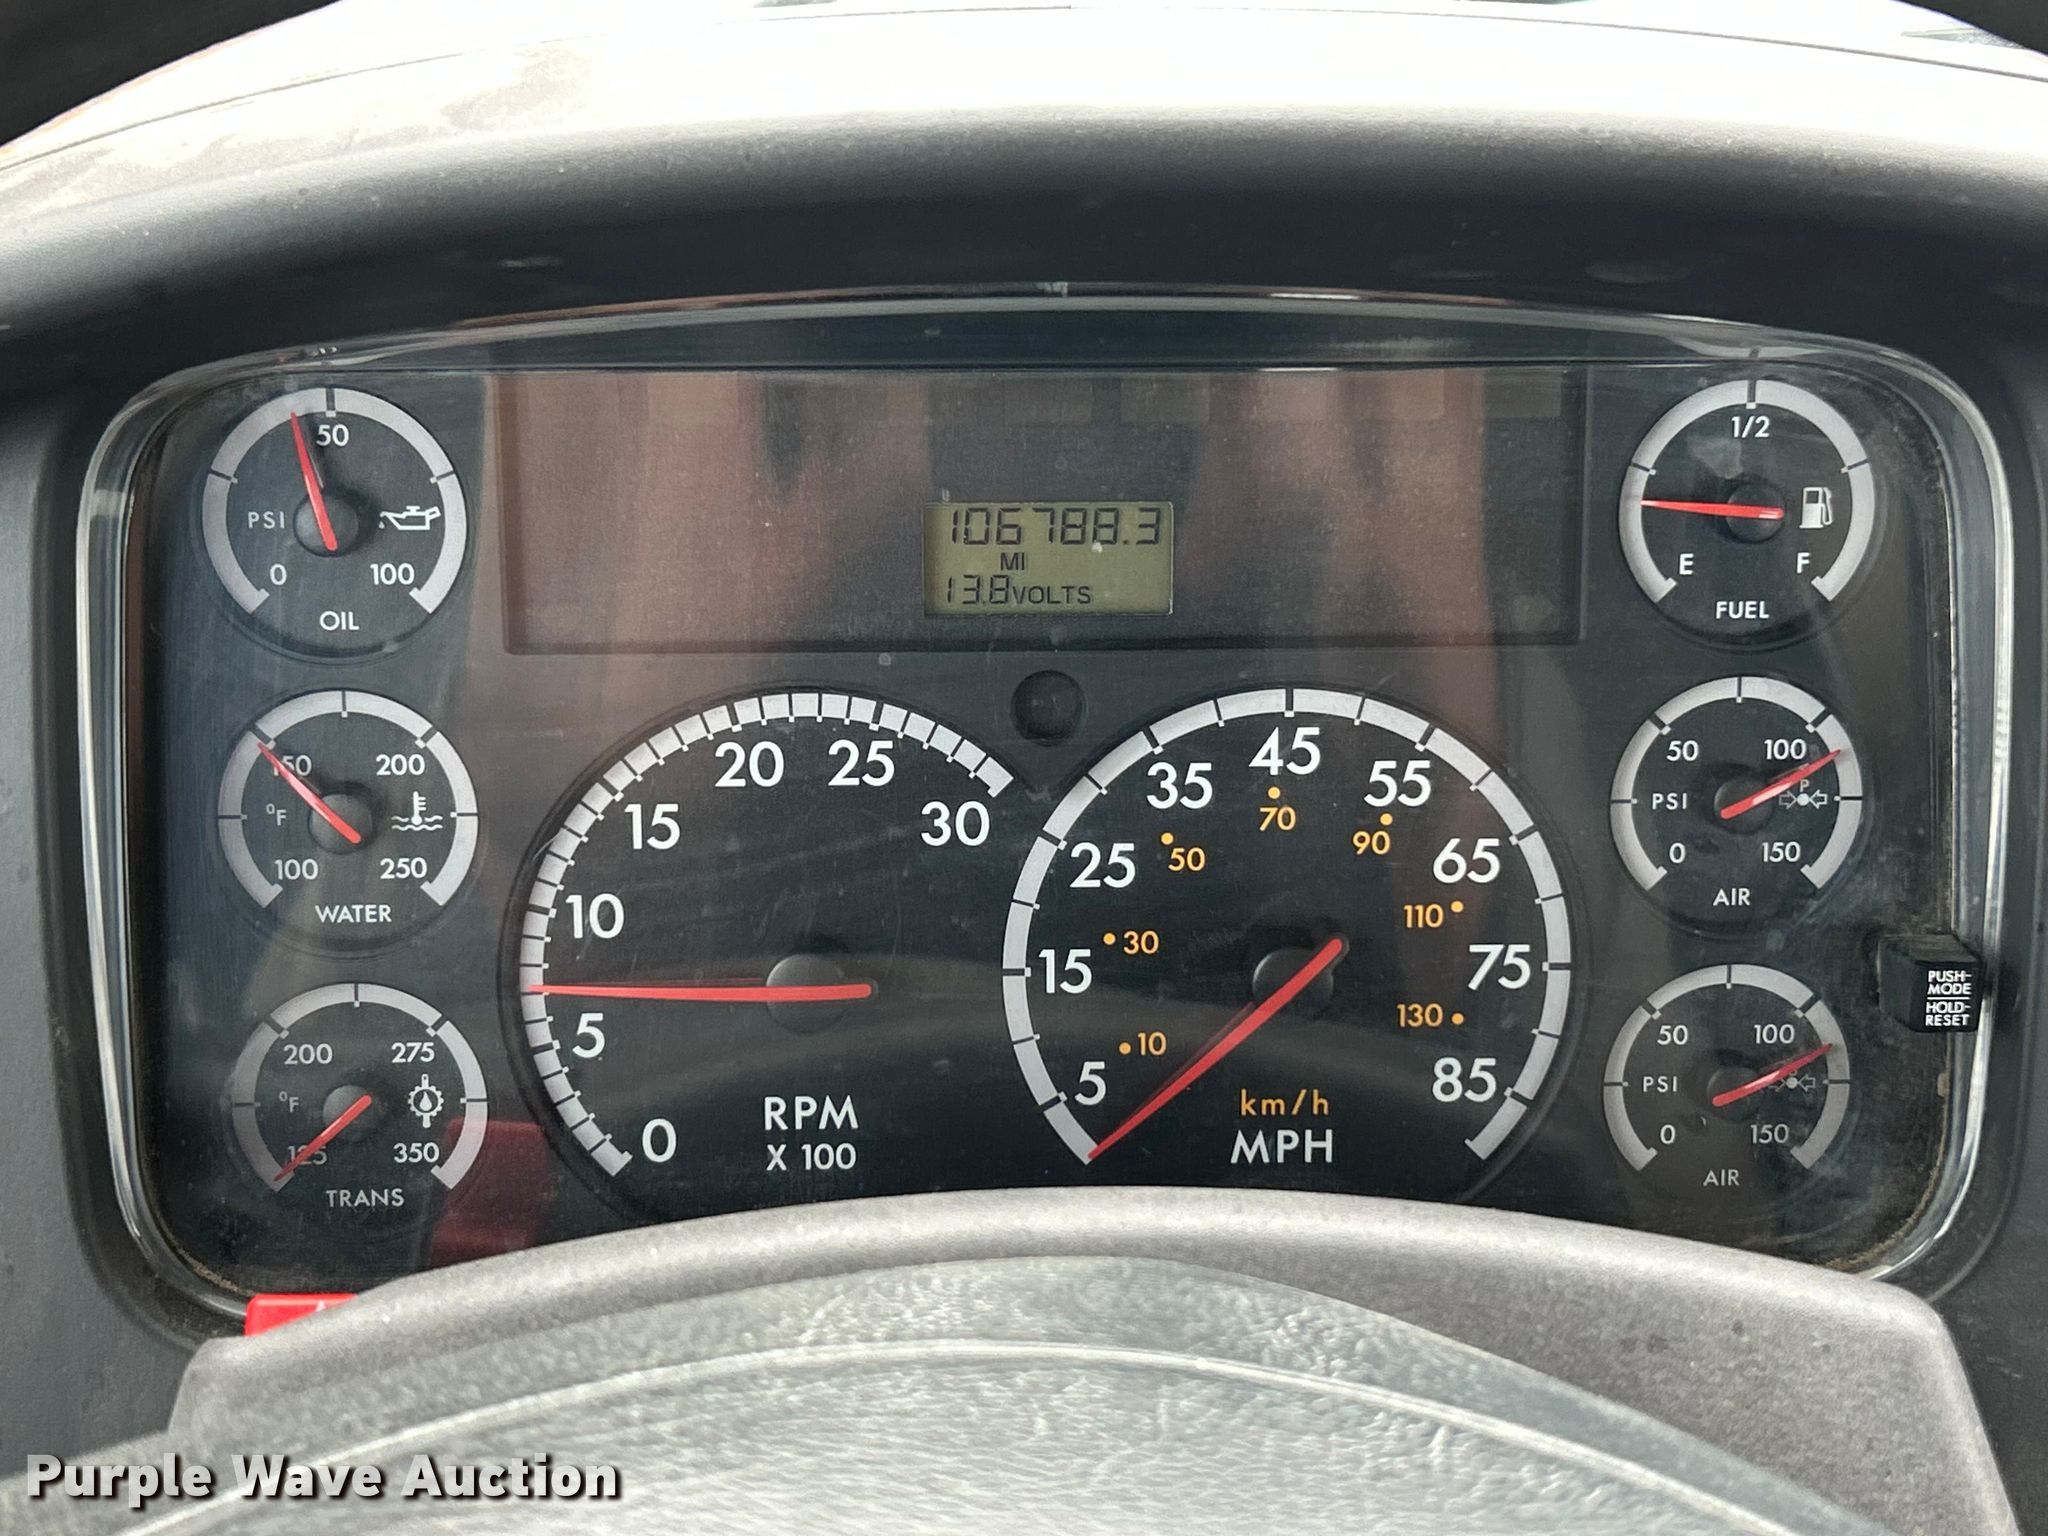 50
PSI
0
100
OIL
106788.3
MI
13.8VOLTS
1/2
E
F
FUEL
150
200
°F
100
250
WATER
0
5
10
15
20
25
30
RPM
X 100
5
15
25
35
45
55
65
75
85
10
30
50
70
90
110
130
km/h
MPH
50
100
PSI
P
0
150
AIR
200
275
°F
125
350
TRANS
50
100
PSI
0
150
AIR
PUSH-
MODE
HOLD-
RESET
Purple Wave Auction